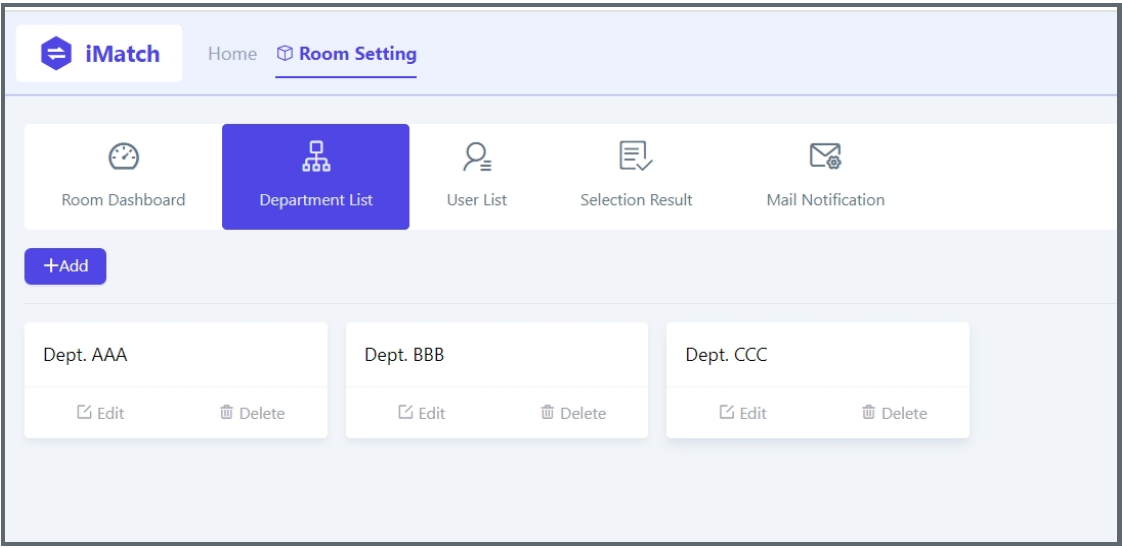 iMatch Home Room Setting
Room Dashboard Department List User List Selection Result Mail Notification
+Add
Dept. AAA Dept. BBB Dept. CCC
Edit Delete Edit Delete Edit Delete